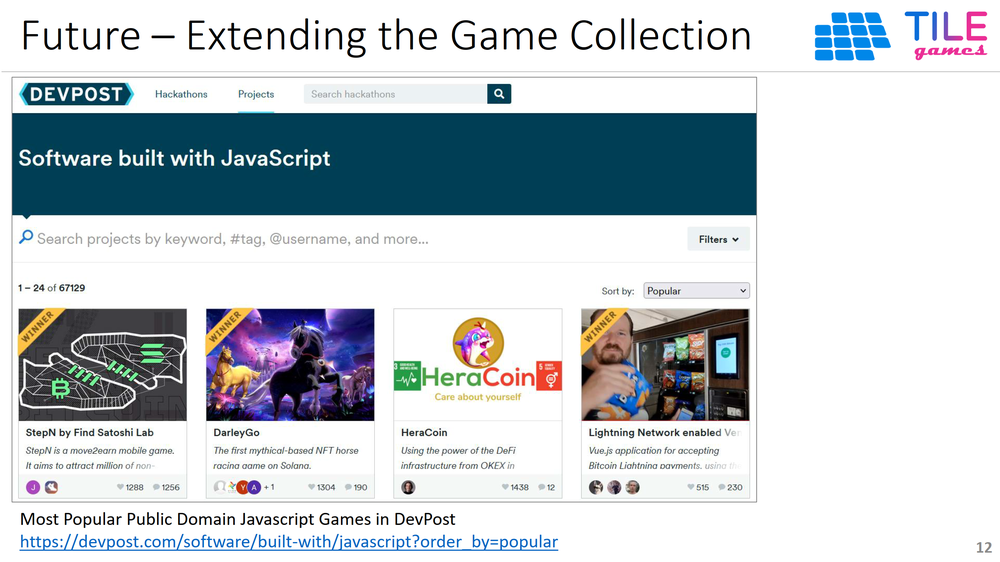 Future – Extending the Game Collection
TILE
games
DEVPOST
Hackathons
Projects
Search hackathons
Software built with JavaScript
Search projects by keyword, #tag, @username, and more...
Filters
1 – 24 of 67129
Sort by:
Popular
WINNER
WINNER
3
HeraCoin
5
Care about yourself
WINNER
StepN by Find Satoshi Lab
StepN is a move2earn mobile game.
It aims to attract million of non-
J
1288
1256
DarleyGo
The first mythical-based NFT horse
racing game on Solana.
Y
A
+ 1
1304
190
HeraCoin
Using the power of the DeFi
infrastructure from OKEX in
1438
12
Lightning Network enabled Ve
Vue.js application for accepting
Bitcoin Lightning payments, using the
515
230
Most Popular Public Domain Javascript Games in DevPost
https://devpost.com/software/built-with/javascript?order_by=popular
12